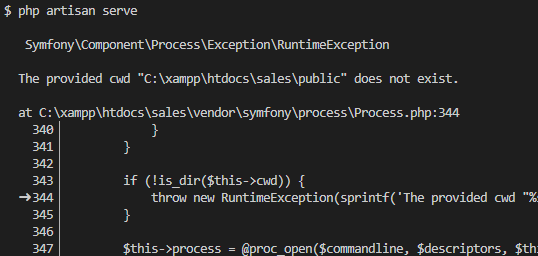 $ php artisan serve
Symfony\Component\Process\Exception\RuntimeException
The provided cwd "C:\xampp\htdocs\sales\public" does not exist.
at C:\xampp\htdocs\sales\vendor\symfony\process\Process.php:344
340| }
341| }
342|
343| if (!is_dir($this->cwd)) {
➜344| throw new RuntimeException(sprintf('The provided cwd "%
345| }
346|
347| $this->process = @proc_open($commandline, $descriptors, $th